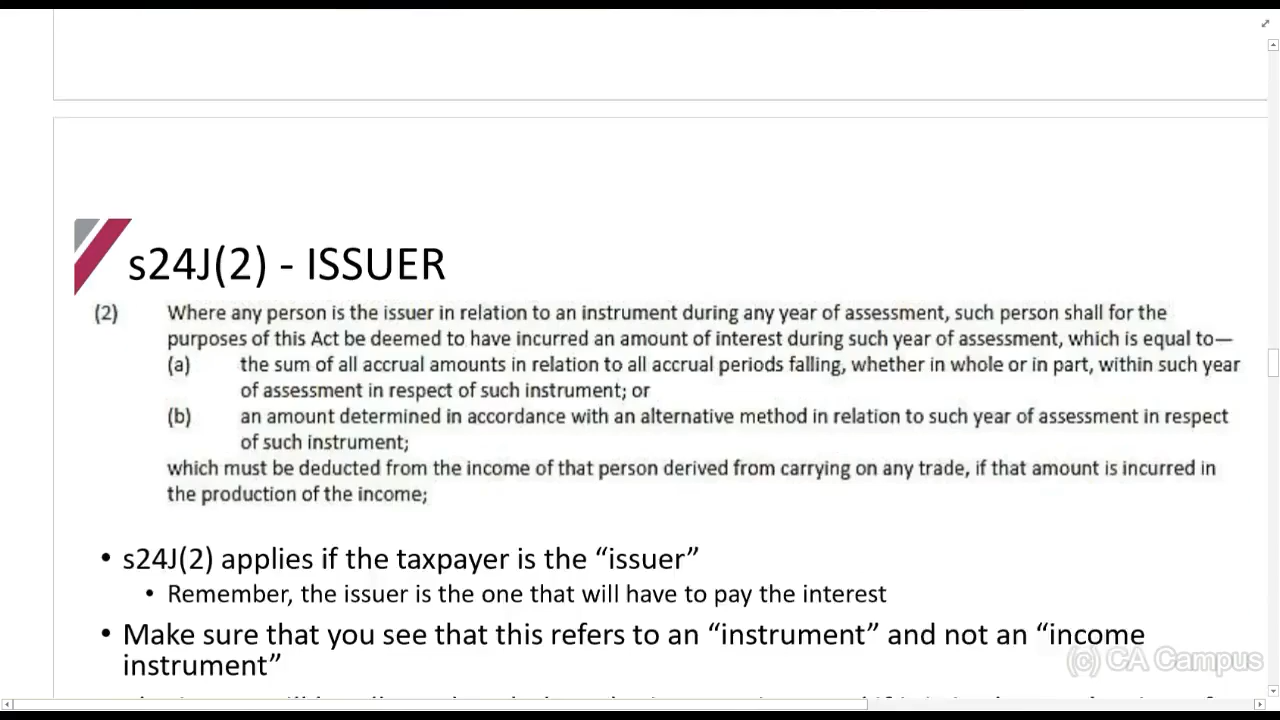 s24J(2) - ISSUER
(2) Where any person is the issuer in relation to an instrument during any year of assessment, such person shall for the
purposes of this Act be deemed to have incurred an amount of interest during such year of assessment, which is equal to—
(a) the sum of all accrual amounts in relation to all accrual periods falling, whether in whole or in part, within such year
of assessment in respect of such instrument; or
(b) an amount determined in accordance with an alternative method in relation to such year of assessment in respect
of such instrument;
which must be deducted from the income of that person derived from carrying on any trade, if that amount is incurred in
the production of the income;
• s24J(2) applies if the taxpayer is the “issuer”
• Remember, the issuer is the one that will have to pay the interest
• Make sure that you see that this refers to an “instrument” and not an “income
instrument”
(c) CA Campus